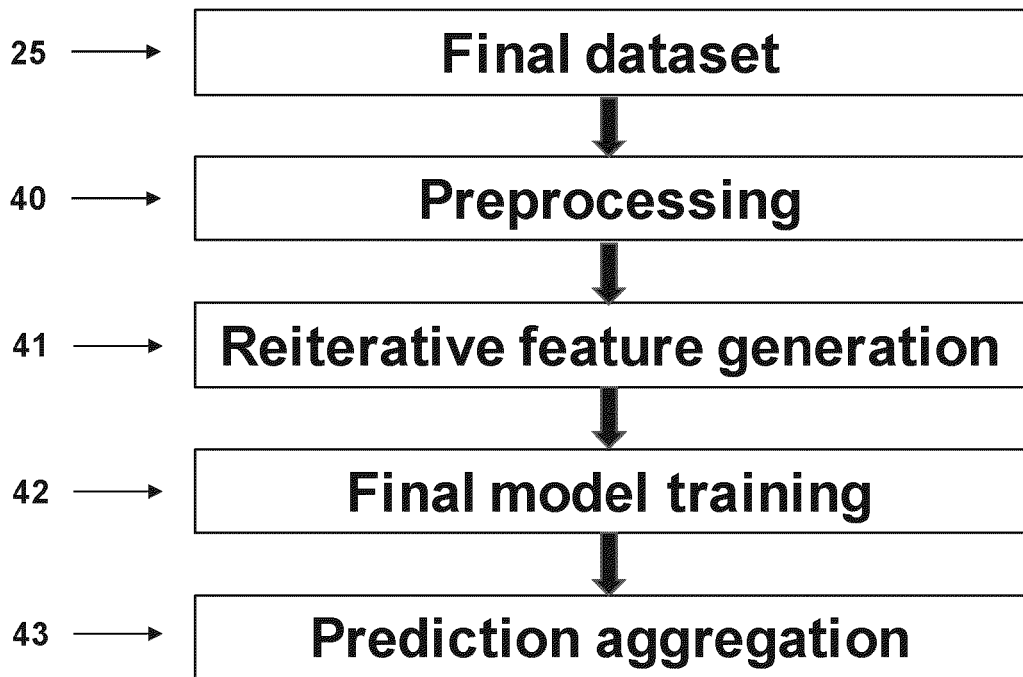 25 Final dataset
40 Preprocessing
41 Reiterative feature generation
42 Final model training
43 Prediction aggregation